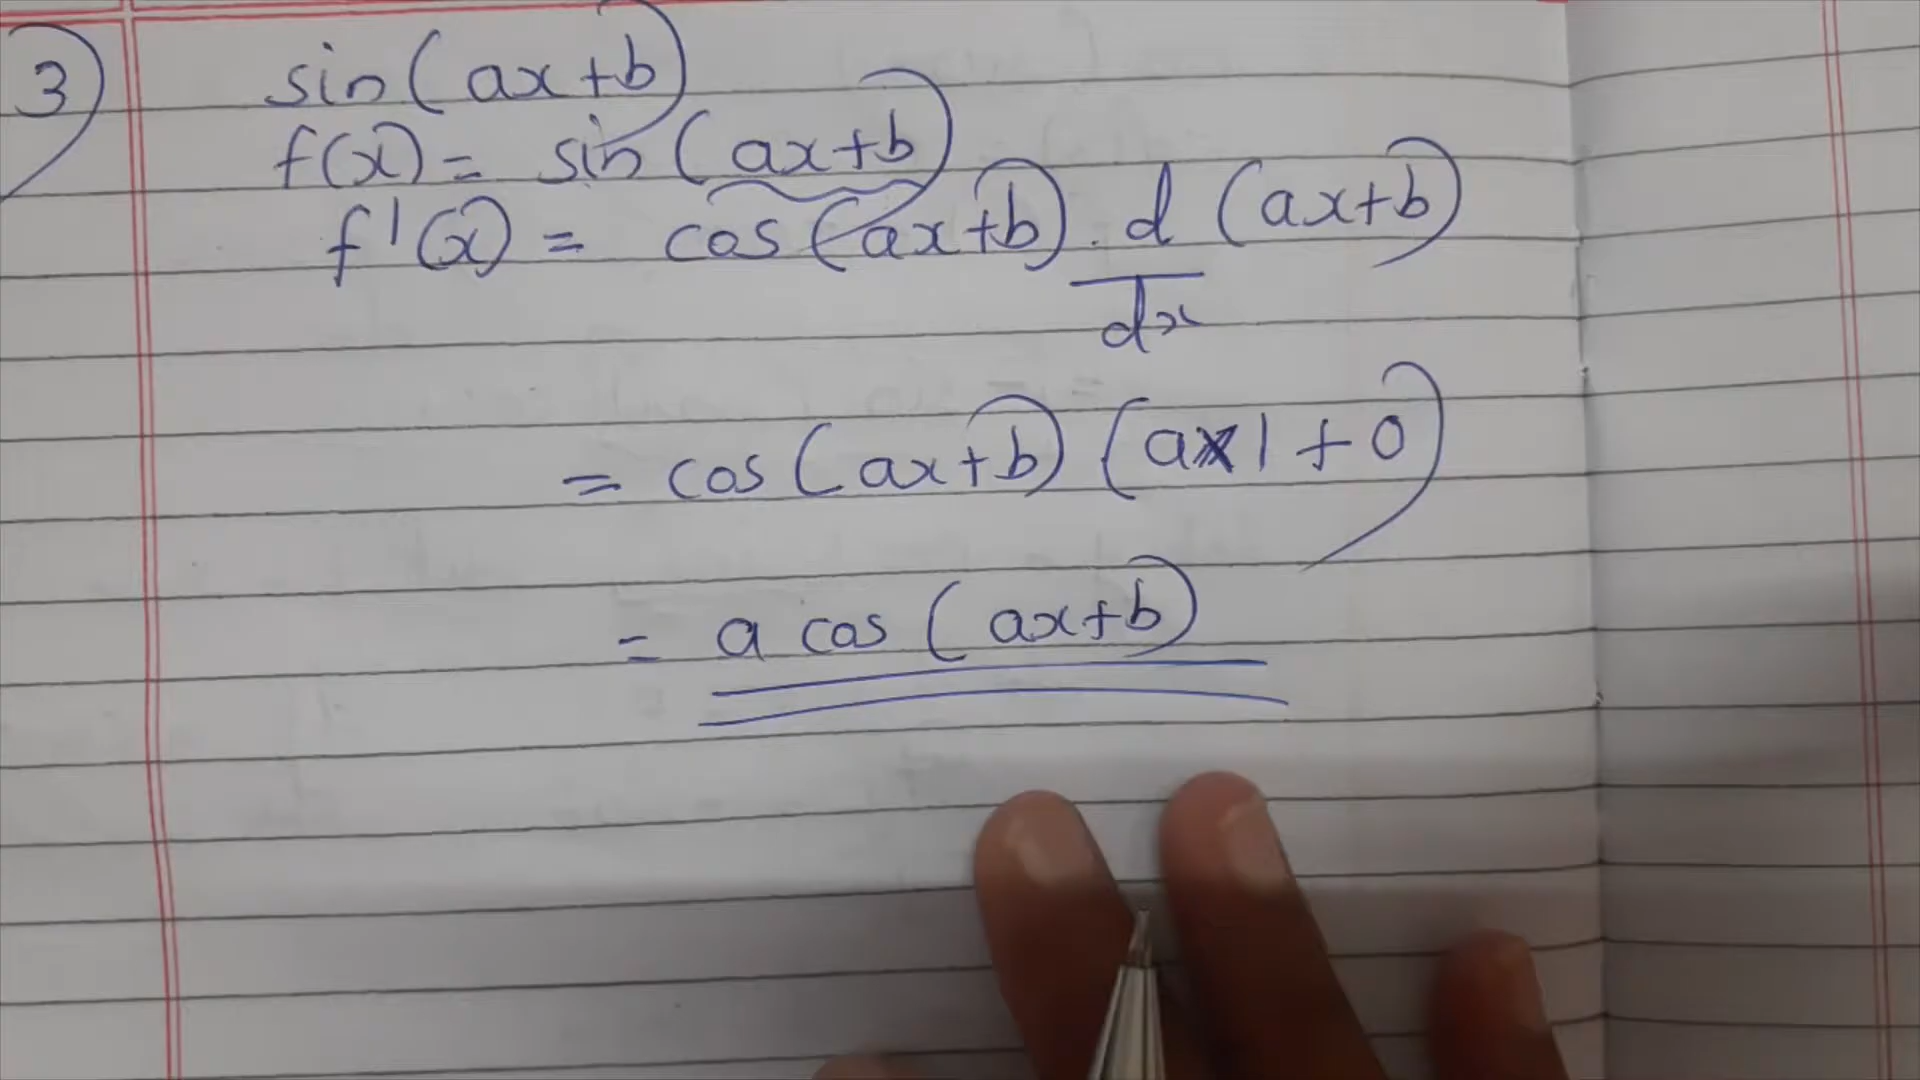 3) sin(ax+b)
f(x) = sin(ax+b)
f'(x) = cos(ax+b) . d/dx (ax+b)
= cos(ax+b) (a×1+0)
= a cos(ax+b)